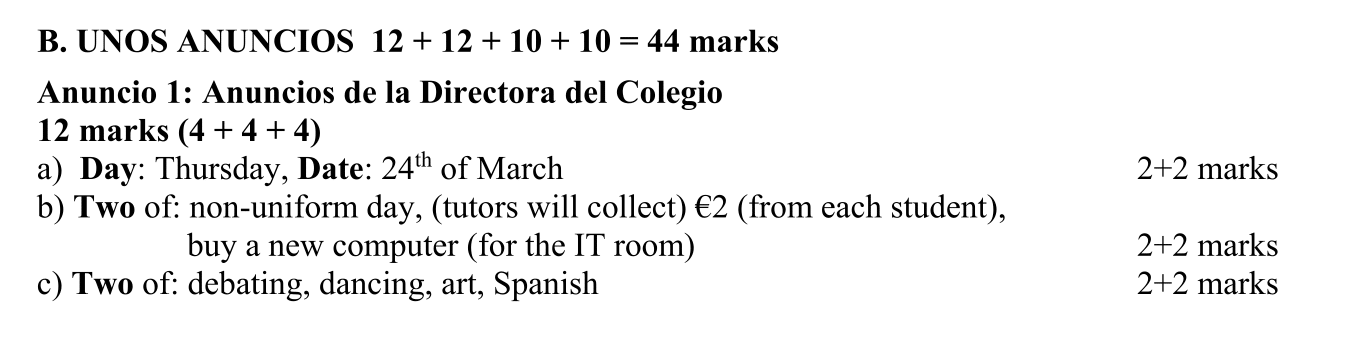 B. UNOS ANUNCIOS 12 + 12 + 10 + 10 = 44 marks
Anuncio 1: Anuncios de la Directora del Colegio
12 marks (4 + 4 + 4)
a) Day: Thursday, Date: 24th of March 2+2 marks
b) Two of: non-uniform day, (tutors will collect) €2 (from each student),
buy a new computer (for the IT room) 2+2 marks
c) Two of: debating, dancing, art, Spanish 2+2 marks